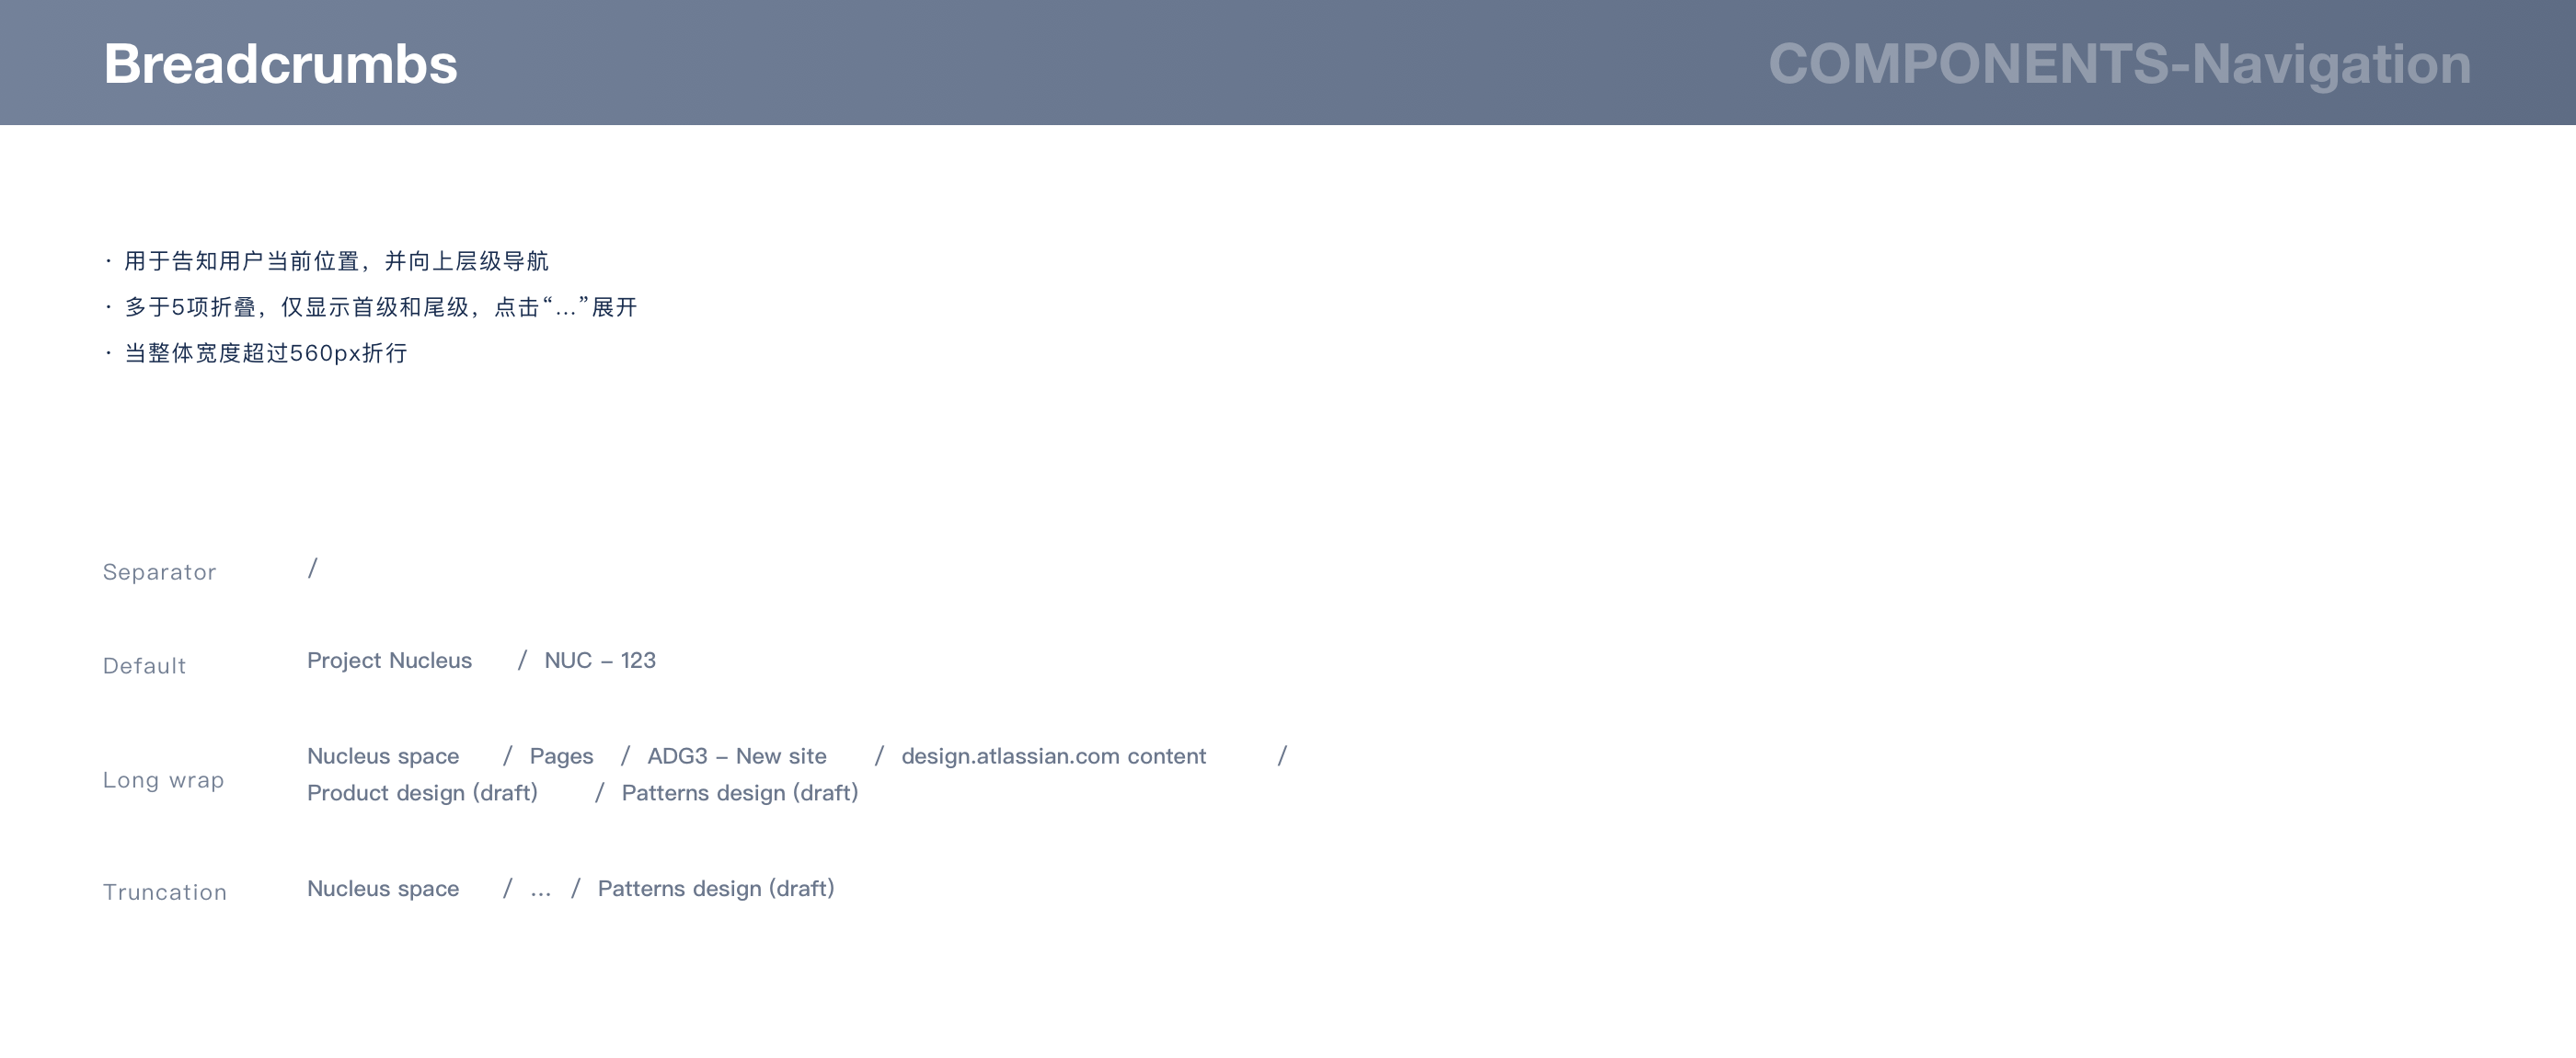 Breadcrumbs
COMPONENTS-Navigation
· 用于告知用户当前位置，并向上层级导航
· 多于5项折叠，仅显示首级和尾级，点击“...”展开
· 当整体宽度超过560px折行
Separator /
Default Project Nucleus / NUC – 123
Long wrap
Nucleus space / Pages / ADG3 – New site / design.atlassian.com content /
Product design (draft) / Patterns design (draft)
Truncation Nucleus space / ... / Patterns design (draft)